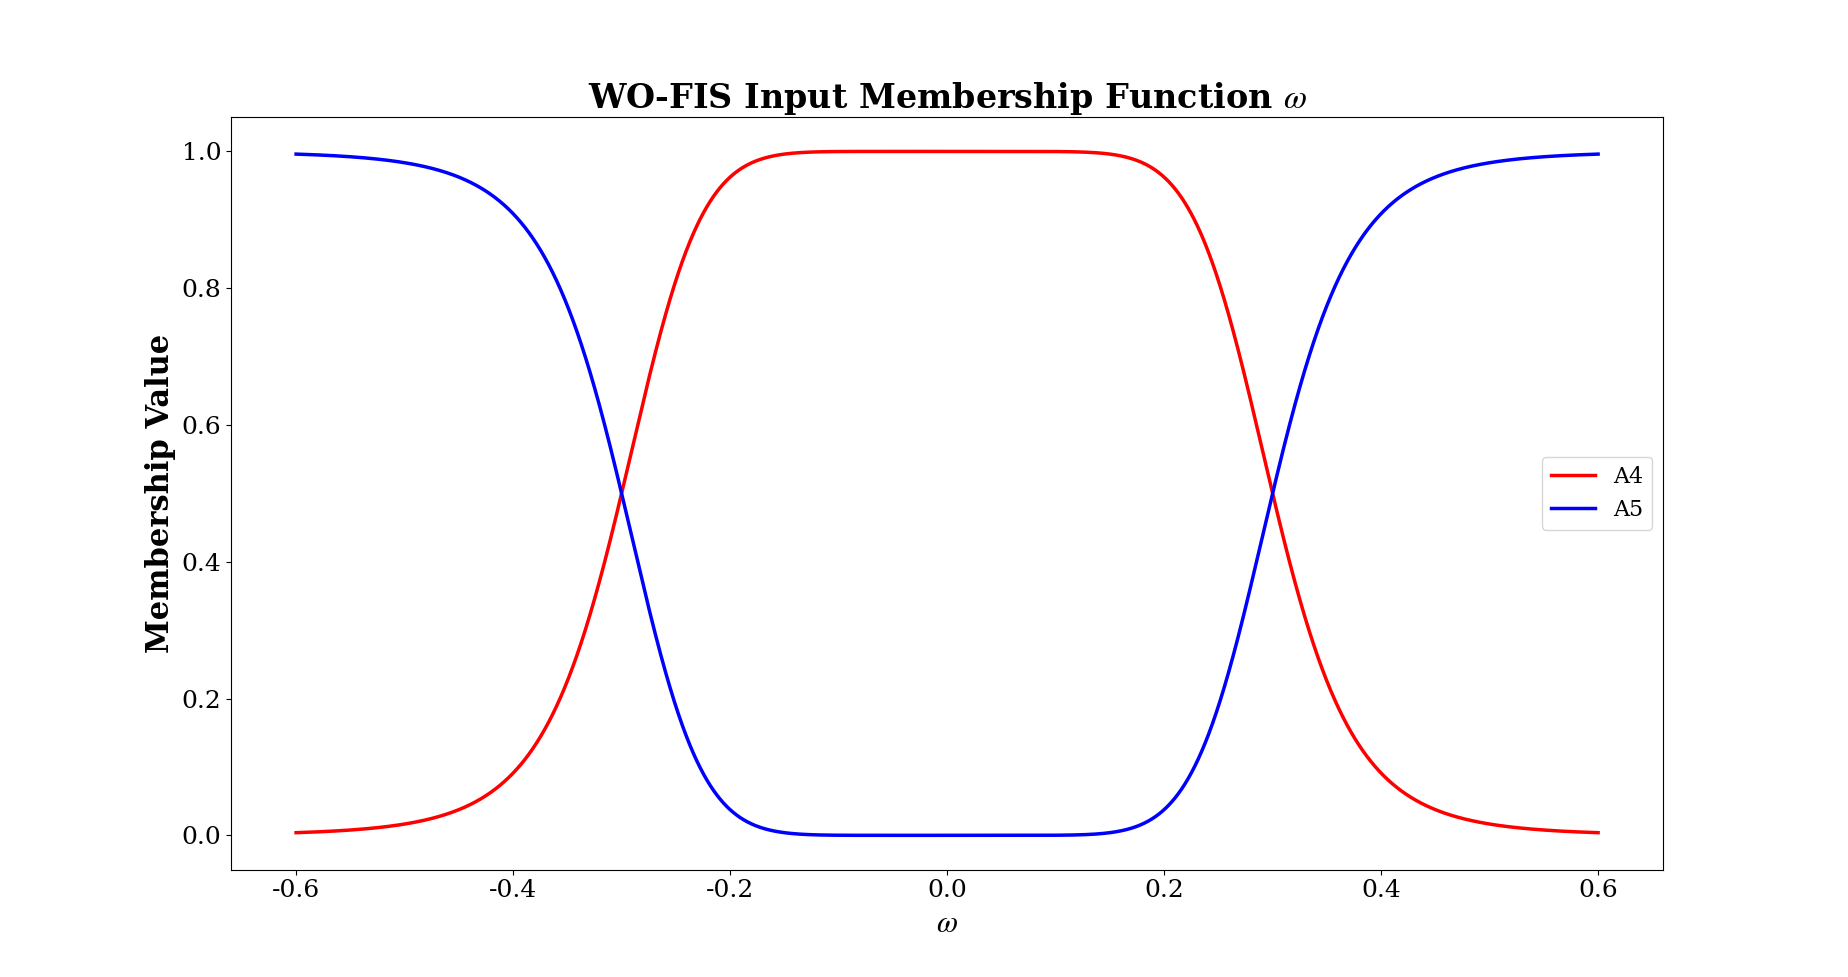 WO-FIS Input Membership Function ω
1.0
0.8
0.6
0.4
0.2
0.0
Membership Value
A4
A5
-0.6 -0.4 -0.2 0.0 0.2 0.4 0.6
ω